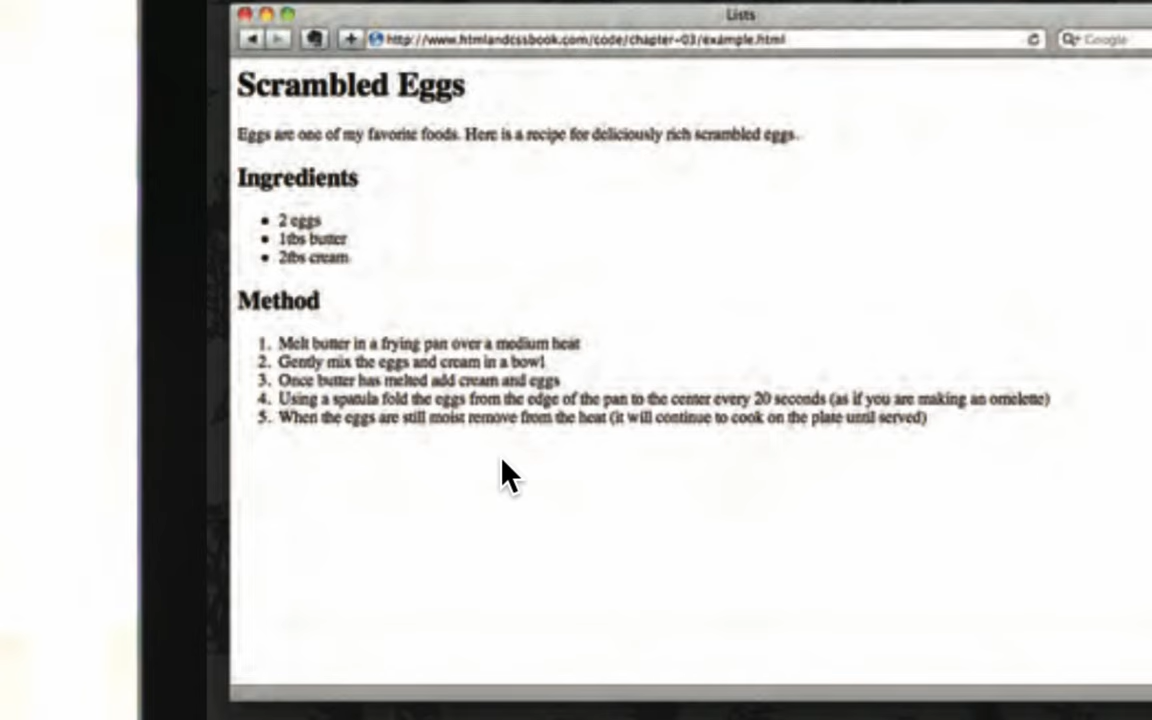 Lists
http://www.htmlandcssbook.com/code/chapter-03/example.html
Google
Scrambled Eggs
Eggs are one of my favorite foods. Here is a recipe for deliciously rich scrambled eggs.
Ingredients
• 2 eggs
• 1tbs butter
• 2tbs cream
Method
1. Melt butter in a frying pan over a medium heat
2. Gently mix the eggs and cream in a bowl
3. Once butter has melted add cream and eggs
4. Using a spatula fold the eggs from the edge of the pan to the center every 20 seconds (as if you are making an omelette)
5. When the eggs are still moist remove from the heat (it will continue to cook on the plate until served)